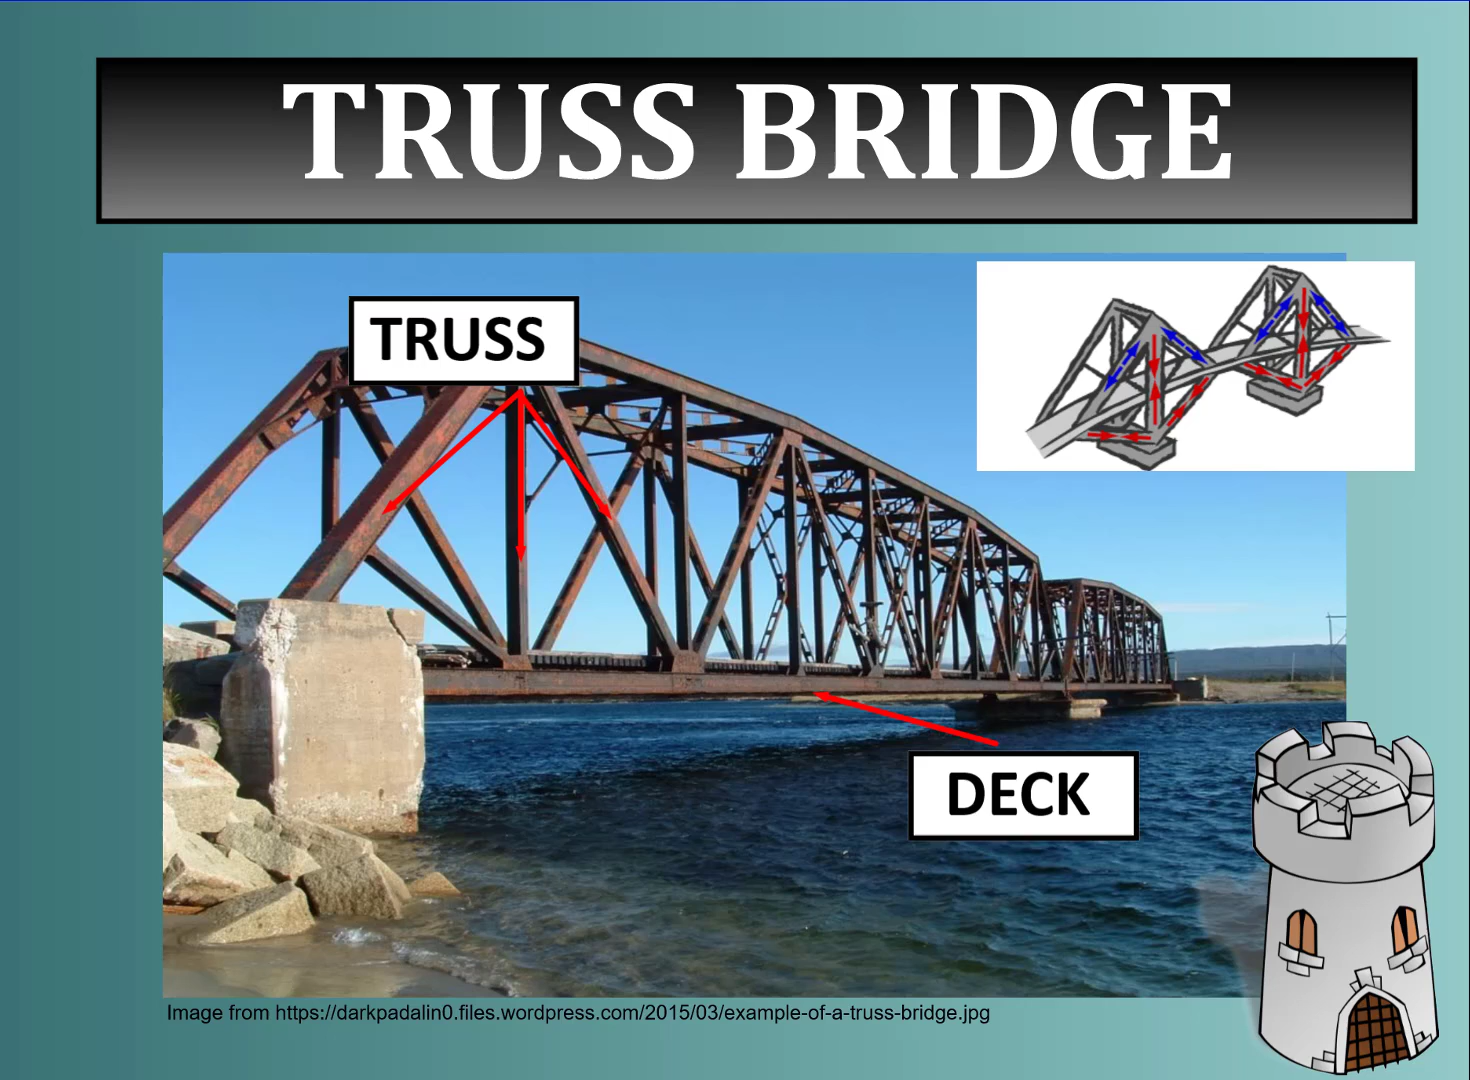 TRUSS BRIDGE
TRUSS
DECK
Image from https://darkpadalin0.files.wordpress.com/2015/03/example-of-a-truss-bridge.jpg